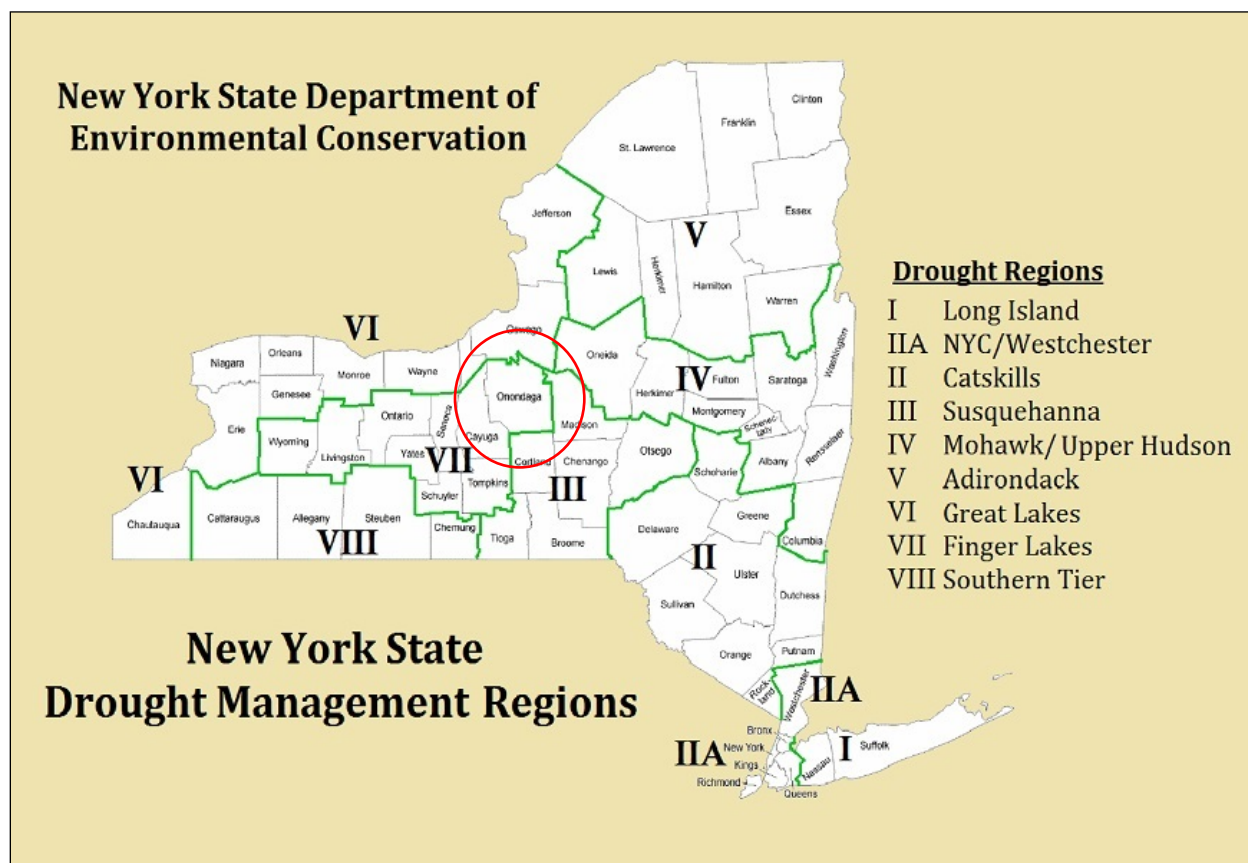 New York State Department of
Environmental Conservation
Clinton
Franklin
St. Lawrence
Essex
Jefferson
V
Lewis
Herkimer
Hamilton
Warren
Washington
Drought Regions
I Long Island
IIA NYC/Westchester
II Catskills
III Susquehanna
IV Mohawk/ Upper Hudson
V Adirondack
VI Great Lakes
VII Finger Lakes
VIII Southern Tier
VI
Oswego
Oneida
Niagara
Orleans
Monroe
Wayne
Genesee
Herkimer
IV
Fulton
Saratoga
Onondaga
Ontario
Seneca
Madison
Montgomery
Schenec-
tady
Rensselaer
Erie
Wyoming
Livingston
Yates
Cayuga
VII
Cortland
Chenango
Otsego
Schoharie
Albany
VI
III
Tompkins
Schuyler
Chautauqua
Cattaraugus
Allegany
Steuben
VIII
Chemung
Tioga
Broome
Delaware
Greene
Columbia
II
Ulster
Sullivan
Dutchess
Orange
Putnam
Rock-
land
Westchester
IIA
New York State
Drought Management Regions
Bronx
IIA
New York
Kings
Richmond
Queens
Nassau
I
Suffolk